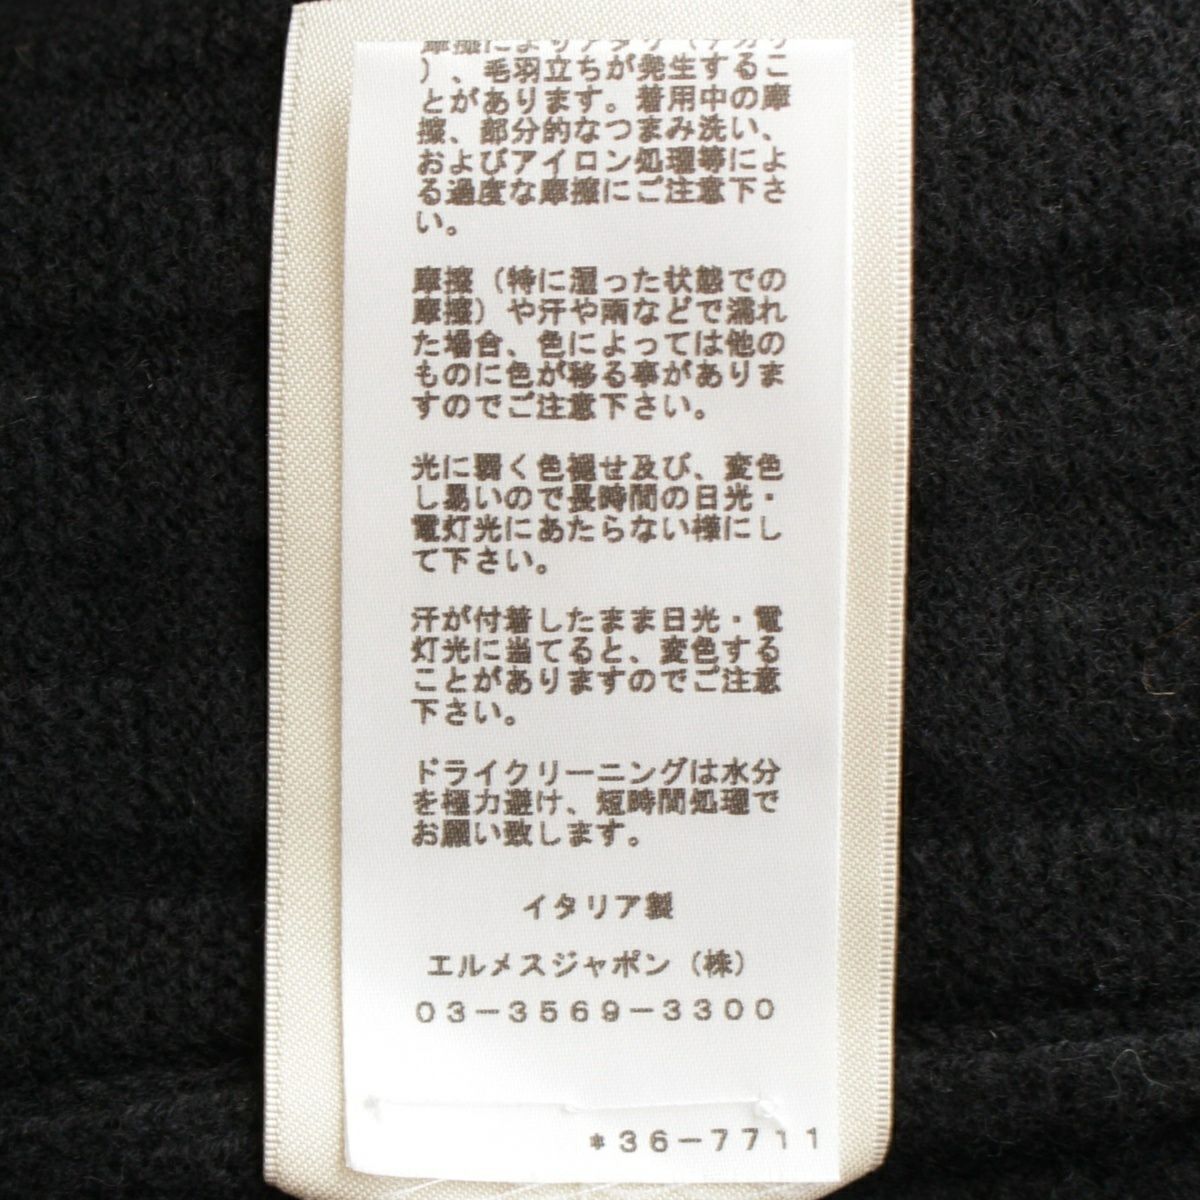 摩擦によりアタリ(テカリ
)、毛羽立ちが発生するこ
とがあります。着用中の摩
擦、部分的なつまみ洗い、
およびアイロン処理等によ
る過度な摩擦にご注意下さ
い。
摩擦(特に湿った状態での
摩擦)や汗や雨などで濡れ
た場合、色によっては他の
ものに色が移る事がありま
すのでご注意下さい。
光に弱く色褪せ及び、変色
し易いので長時間の日光・
電灯光にあたらない様にし
て下さい。
汗が付着したまま日光・電
灯光に当てると、変色する
ことがありますのでご注意
下さい。
ドライクリーニングは水分
を極力避け、短時間処理で
お願い致します。
イタリア製
エルメスジャポン(株)
03-3569-3300
*36-7711